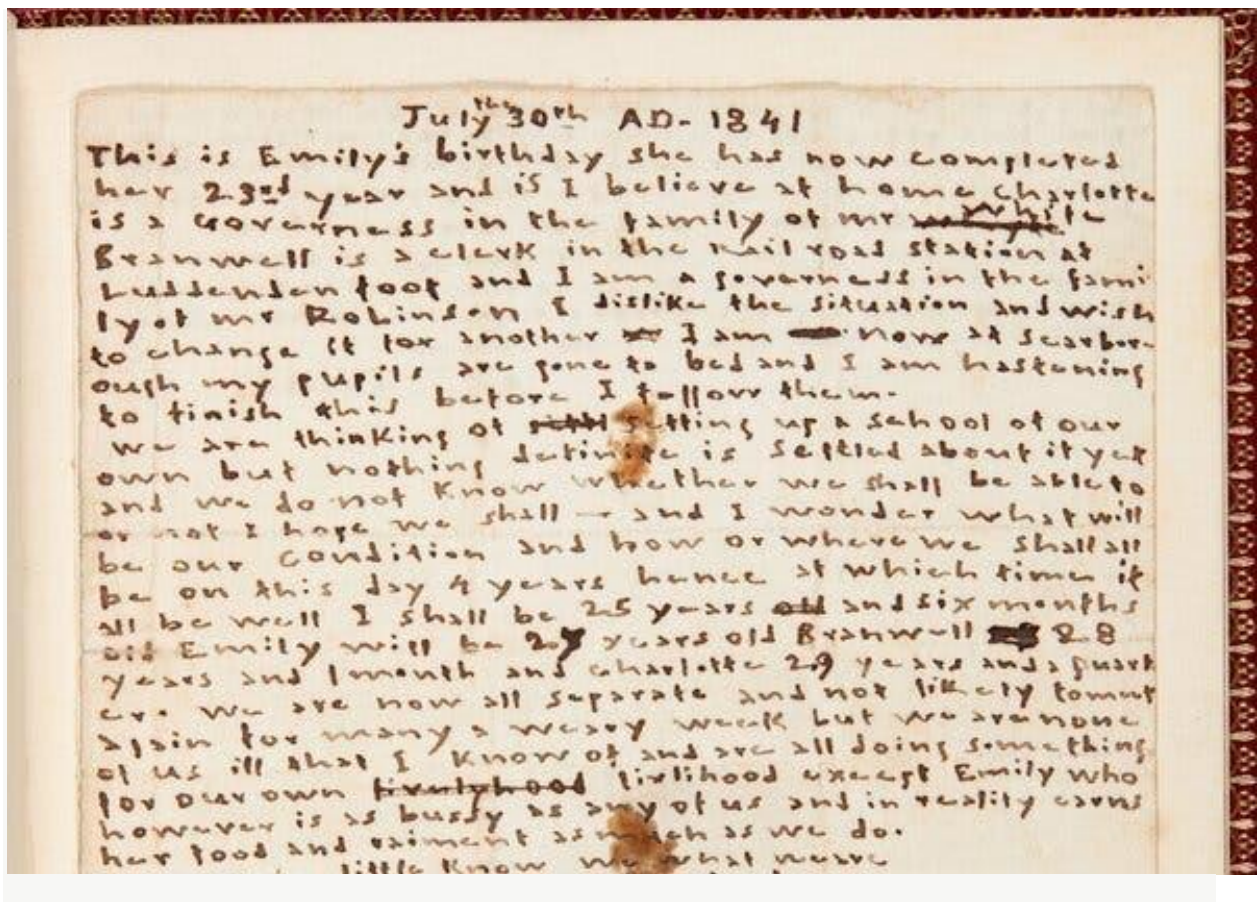 July the 30th AD- 1841
This is Emily's birthday she has now completed
her 23rd year and is I believe at home Charlotte
is a Governess in the family of mr White
Branwell is a clerk in the rail road station at
Luddenden foot and I am a governess in the fami
ly of mr Robinson I dislike the situation and wish
to change it for another I am now at Scarbor-
ough my pupils are gone to bed and I am hastening
to finish this before I follow them-
we are thinking of settl setting up a school of our
own but nothing definite is settled about it yet
and we do not know whether we shall be able to
or not I hope we shall - and I wonder what will
be our condition and how or where we shall all
be on this day 4 years hence at which time if
all be well I shall be 25 years old and six months
old Emily will be 27 years old Branwell 28
years and 1 month and Charlotte 29 years and a quart
er. we are now all separate and not likely to meet
again for many a weary week but we are none
of us ill that I know of and are all doing something
for our own livelyhood livlihood except Emily who
however is as bussy as any of us and in reality earns
her food and raiment as much as we do.
little know we what we are